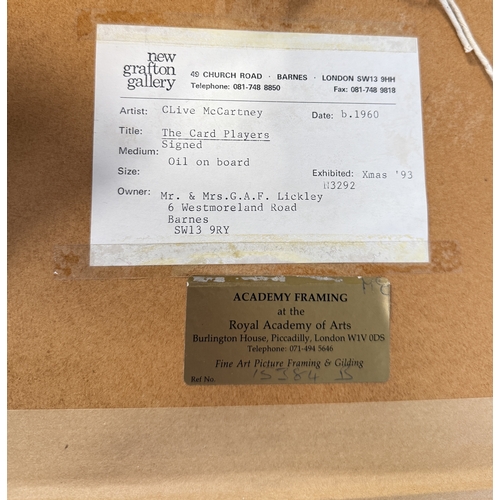 new
grafton
gallery
49 CHURCH ROAD · BARNES · LONDON SW13 9HH
Telephone: 081-748 8850 Fax: 081-748 9818
Artist: CLive McCartney Date: b.1960
Title: The Card Players
Signed
Medium: Oil on board
Size: Exhibited: Xmas '93
N3292
Owner: Mr. & Mrs.G.A.F. Lickley
6 Westmoreland Road
Barnes
SW13 9RY
ACADEMY FRAMING
at the
Royal Academy of Arts
Burlington House, Piccadilly, London W1V 0DS
Telephone: 071-494 5646
Fine Art Picture Framing & Gilding
Ref No. 15384